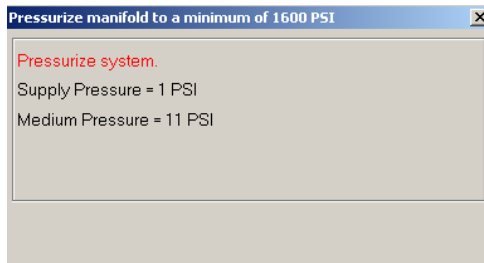 Pressurize manifold to a minimum of 1600 PSI
Pressurize system.
Supply Pressure = 1 PSI
Medium Pressure = 11 PSI